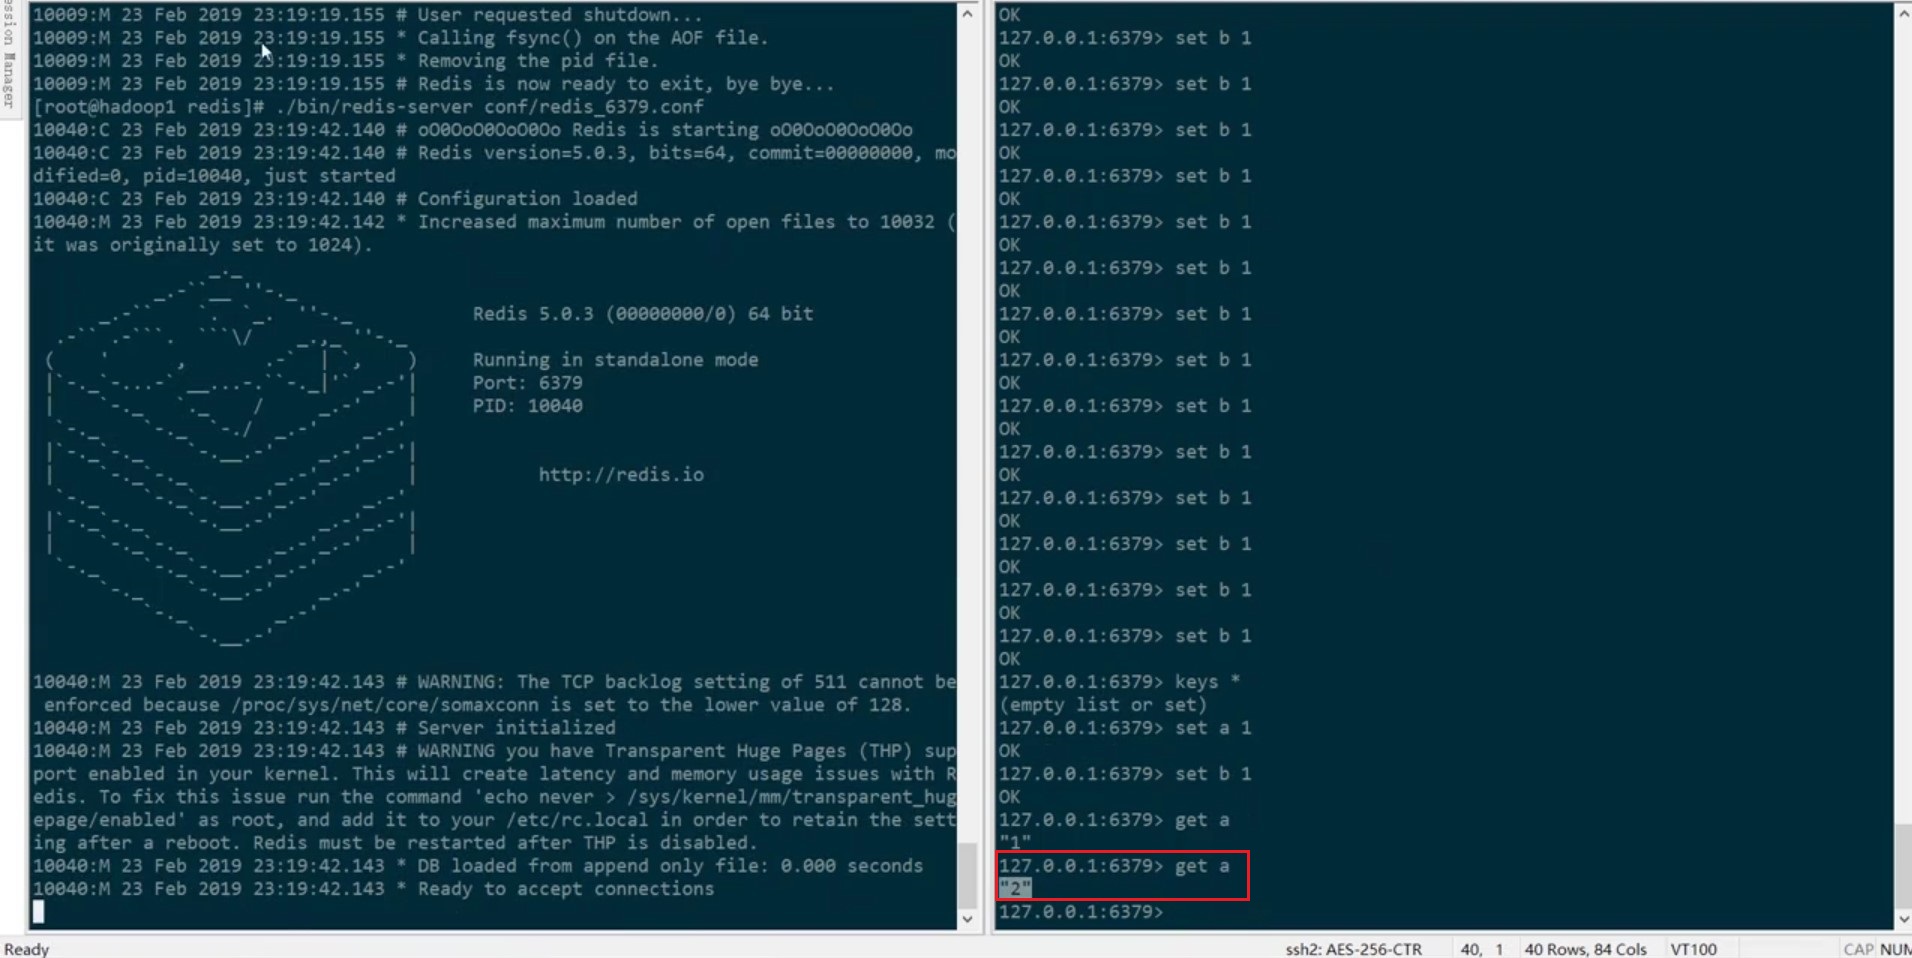 ession Manager
10009:M 23 Feb 2019 23:19:19.155 # User requested shutdown...
10009:M 23 Feb 2019 23:19:19.155 * Calling fsync() on the AOF file.
10009:M 23 Feb 2019 23:19:19.155 * Removing the pid file.
10009:M 23 Feb 2019 23:19:19.155 # Redis is now ready to exit, bye bye...
[root@hadoop1 redis]# ./bin/redis-server conf/redis_6379.conf
10040:C 23 Feb 2019 23:19:42.140 # oO0OoO0OoO0Oo Redis is starting oO0OoO0OoO0Oo
10040:C 23 Feb 2019 23:19:42.140 # Redis version=5.0.3, bits=64, commit=00000000, mo
dified=0, pid=10040, just started
10040:C 23 Feb 2019 23:19:42.140 # Configuration loaded
10040:M 23 Feb 2019 23:19:42.142 * Increased maximum number of open files to 10032 (
it was originally set to 1024).
Redis 5.0.3 (00000000/0) 64 bit
Running in standalone mode
Port: 6379
PID: 10040
http://redis.io
10040:M 23 Feb 2019 23:19:42.143 # WARNING: The TCP backlog setting of 511 cannot be
enforced because /proc/sys/net/core/somaxconn is set to the lower value of 128.
10040:M 23 Feb 2019 23:19:42.143 # Server initialized
10040:M 23 Feb 2019 23:19:42.143 # WARNING you have Transparent Huge Pages (THP) sup
port enabled in your kernel. This will create latency and memory usage issues with R
edis. To fix this issue run the command 'echo never > /sys/kernel/mm/transparent_hug
epage/enabled' as root, and add it to your /etc/rc.local in order to retain the sett
ing after a reboot. Redis must be restarted after THP is disabled.
10040:M 23 Feb 2019 23:19:42.143 * DB loaded from append only file: 0.000 seconds
10040:M 23 Feb 2019 23:19:42.143 * Ready to accept connections
OK
127.0.0.1:6379> set b 1
OK
127.0.0.1:6379> set b 1
OK
127.0.0.1:6379> set b 1
OK
127.0.0.1:6379> set b 1
OK
127.0.0.1:6379> set b 1
OK
127.0.0.1:6379> set b 1
OK
127.0.0.1:6379> set b 1
OK
127.0.0.1:6379> set b 1
OK
127.0.0.1:6379> set b 1
OK
127.0.0.1:6379> set b 1
OK
127.0.0.1:6379> set b 1
OK
127.0.0.1:6379> set b 1
OK
127.0.0.1:6379> set b 1
OK
127.0.0.1:6379> set b 1
OK
127.0.0.1:6379> keys *
(empty list or set)
127.0.0.1:6379> set a 1
OK
127.0.0.1:6379> set b 1
OK
127.0.0.1:6379> get a
"1"
127.0.0.1:6379> get a
"2"
127.0.0.1:6379>
Ready
ssh2: AES-256-CTR
40, 1
40 Rows, 84 Cols
VT100
CAP NUM